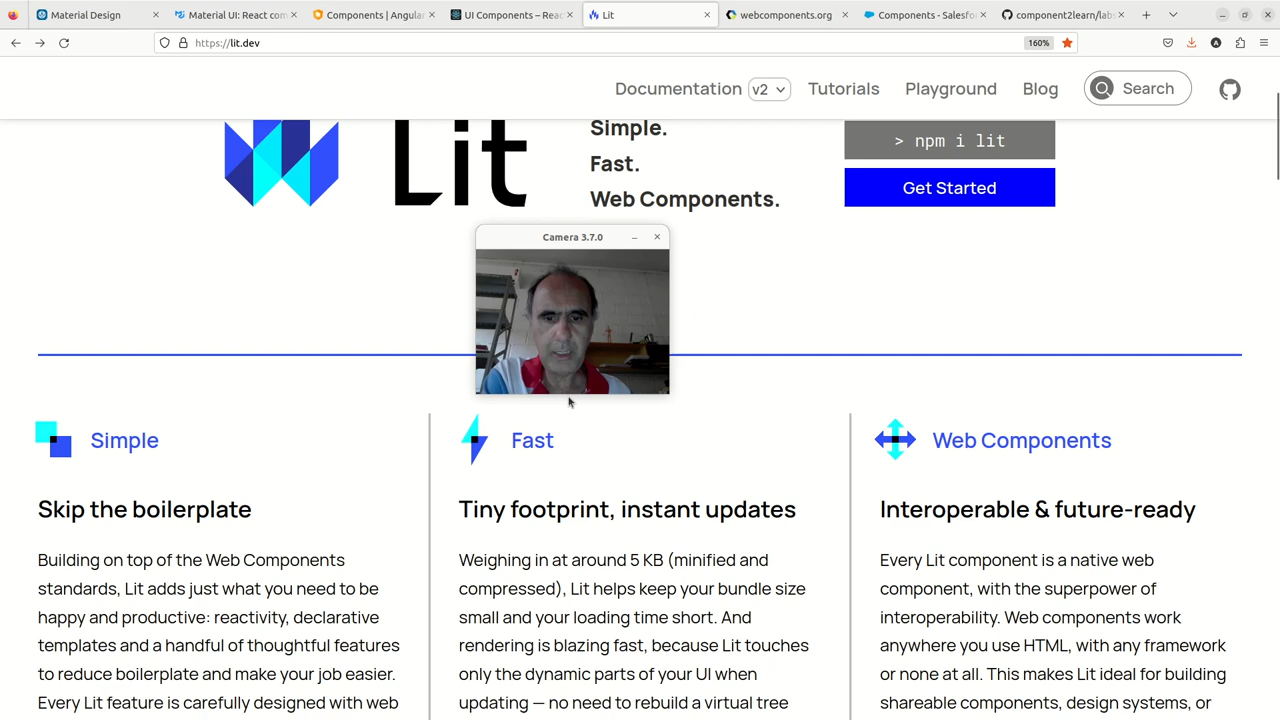 Material Design
Material UI: React com
Components | Angular
UI Components – Reac
Lit
webcomponents.org
Components - Salesfor
component2learn/labs
https://lit.dev
160%
Documentation v2
Tutorials
Playground
Blog
Search
Lit
Simple.
Fast.
Web Components.
> npm i lit
Get Started
Camera 3.7.0
Simple
Skip the boilerplate
Building on top of the Web Components
standards, Lit adds just what you need to be
happy and productive: reactivity, declarative
templates and a handful of thoughtful features
to reduce boilerplate and make your job easier.
Every Lit feature is carefully designed with web
Fast
Tiny footprint, instant updates
Weighing in at around 5 KB (minified and
compressed), Lit helps keep your bundle size
small and your loading time short. And
rendering is blazing fast, because Lit touches
only the dynamic parts of your UI when
updating — no need to rebuild a virtual tree
Web Components
Interoperable & future-ready
Every Lit component is a native web
component, with the superpower of
interoperability. Web components work
anywhere you use HTML, with any framework
or none at all. This makes Lit ideal for building
shareable components, design systems, or